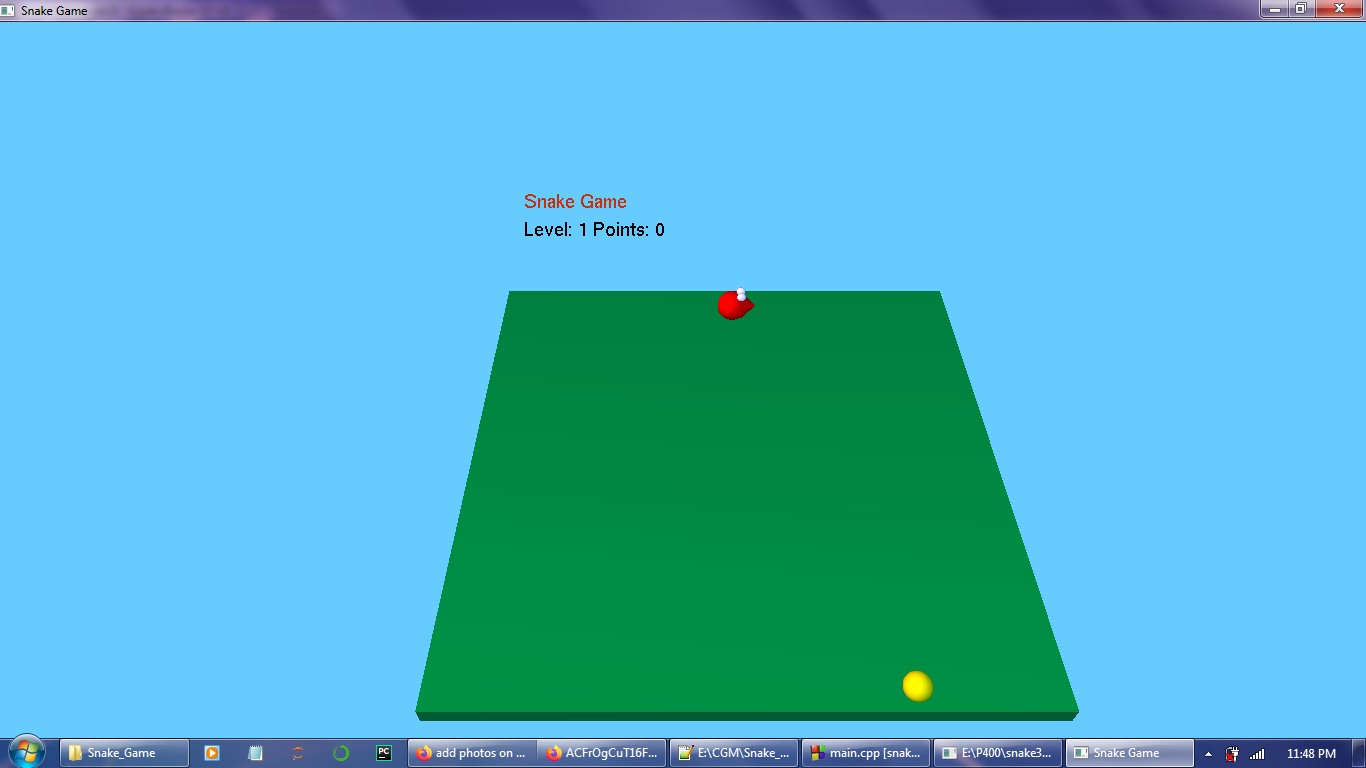 Snake Game
Snake Game
Level: 1 Points: 0
Snake_Game
PC
add photos on ...
ACFrOgCuT16F...
E:\CGM\Snake_...
main.cpp [snak...
E:\P400\snake3...
Snake Game
11:48 PM